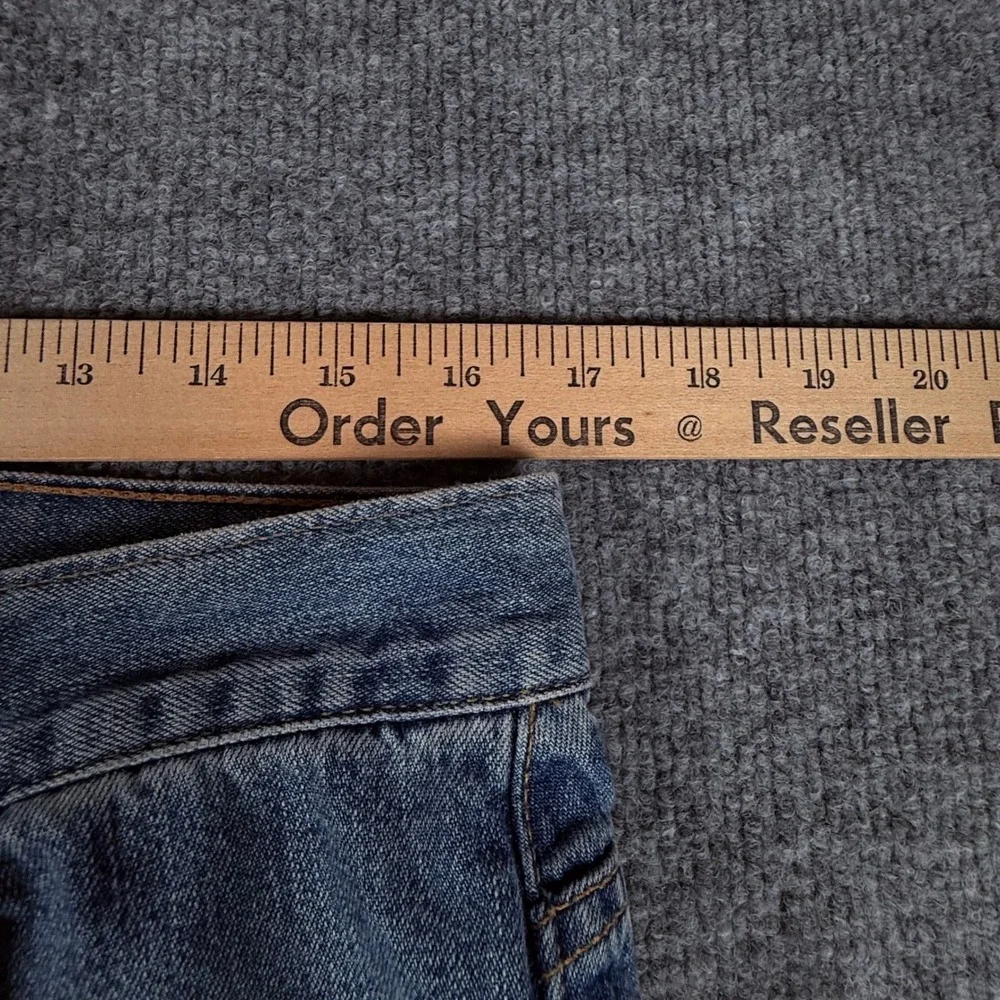 13 14 15 16 17 18 19 20
Order Yours @ Reseller